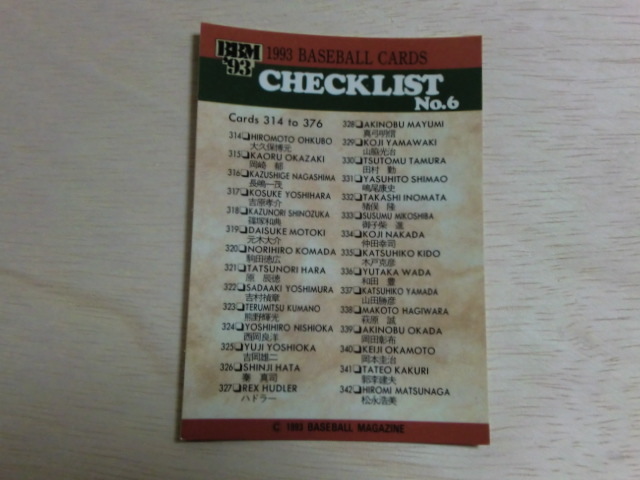 BBM '93
1993 BASEBALL CARDS
CHECKLIST
No.6
Cards 314 to 376
314❑HIROMOTO OHKUBO
大久保博元
315❑KAORU OKAZAKI
岡崎 郁
316❑KAZUSHIGE NAGASHIMA
長嶋一茂
317❑KOSUKE YOSHIHARA
吉原孝介
318❑KAZUNORI SHINOZUKA
篠塚和典
319❑DAISUKE MOTOKI
元木大介
320❑NORIHIRO KOMADA
駒田徳広
321❑TATSUNORI HARA
原 辰徳
322❑SADAAKI YOSHIMURA
吉村禎章
323❑TERUMITSU KUMANO
熊野輝光
324❑YOSHIHIRO NISHIOKA
西岡良洋
325❑YUJI YOSHIOKA
吉岡雄二
326❑SHINJI HATA
秦 真司
327❑REX HUDLER
ハドラー
328❑AKINOBU MAYUMI
真弓明信
329❑KOJI YAMAWAKI
山脇光治
330❑TSUTOMU TAMURA
田村 勤
331❑YASUHITO SHIMAO
嶋尾康史
332❑TAKASHI INOMATA
猪俣 隆
333❑SUSUMU MIKOSHIBA
御子柴 進
334❑KOJI NAKADA
仲田幸司
335❑KATSUHIKO KIDO
木戸克彦
336❑YUTAKA WADA
和田 豊
337❑KATSUHIKO YAMADA
山田勝彦
338❑MAKOTO HAGIWARA
萩原 誠
339❑AKINOBU OKADA
岡田彰布
340❑KEIJI OKAMOTO
岡本圭治
341❑TATEO KAKURI
郭李建夫
342❑HIROMI MATSUNAGA
松永浩美
© 1993 BASEBALL MAGAZINE